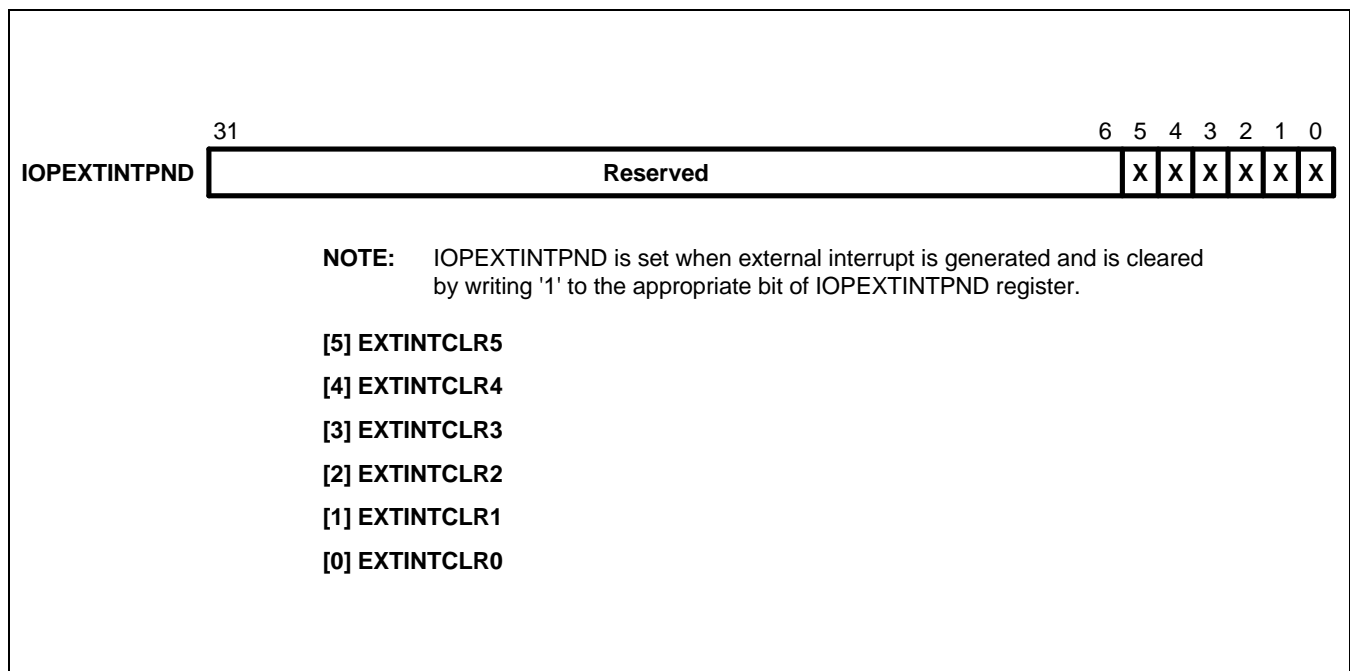 31 6 5 4 3 2 1 0
IOPEXTINTPND Reserved X X X X X X
NOTE: IOPEXTINTPND is set when external interrupt is generated and is cleared
by writing '1' to the appropriate bit of IOPEXTINTPND register.
[5] EXTINTCLR5
[4] EXTINTCLR4
[3] EXTINTCLR3
[2] EXTINTCLR2
[1] EXTINTCLR1
[0] EXTINTCLR0